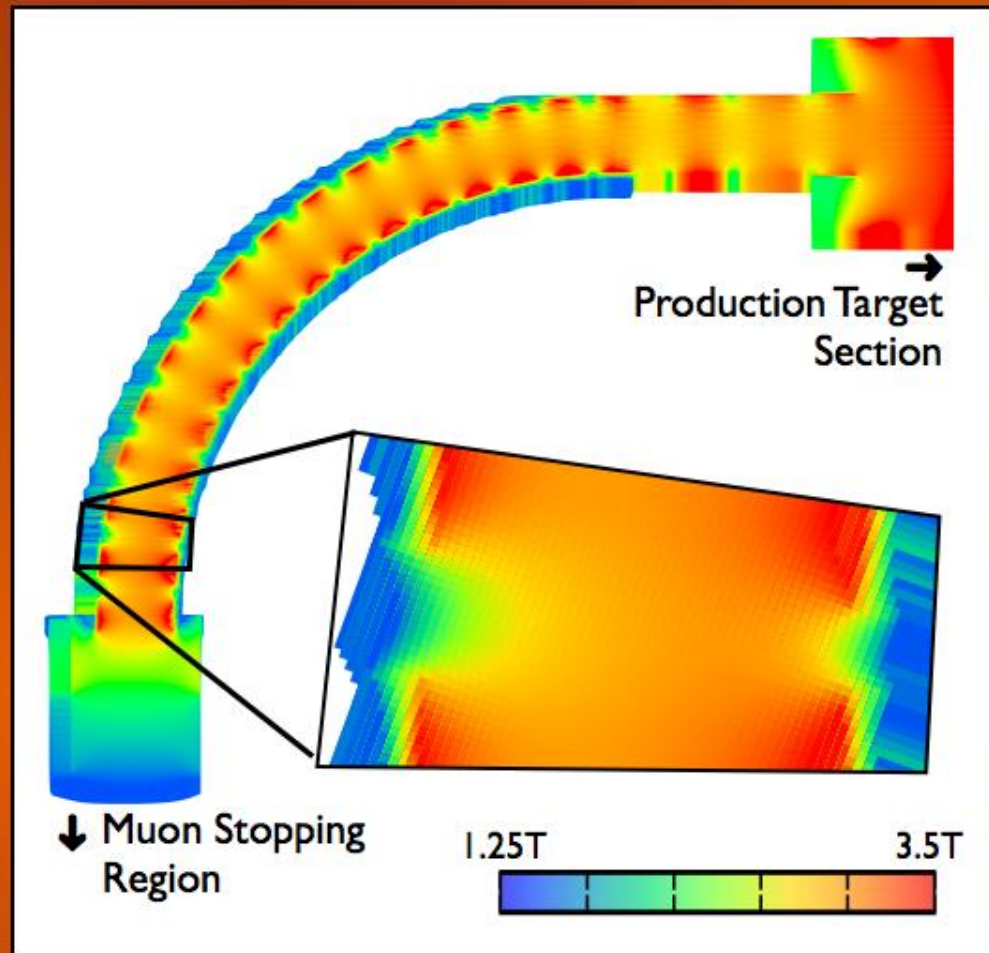 Production Target
Section
Muon Stopping
Region
1.25T
3.5T